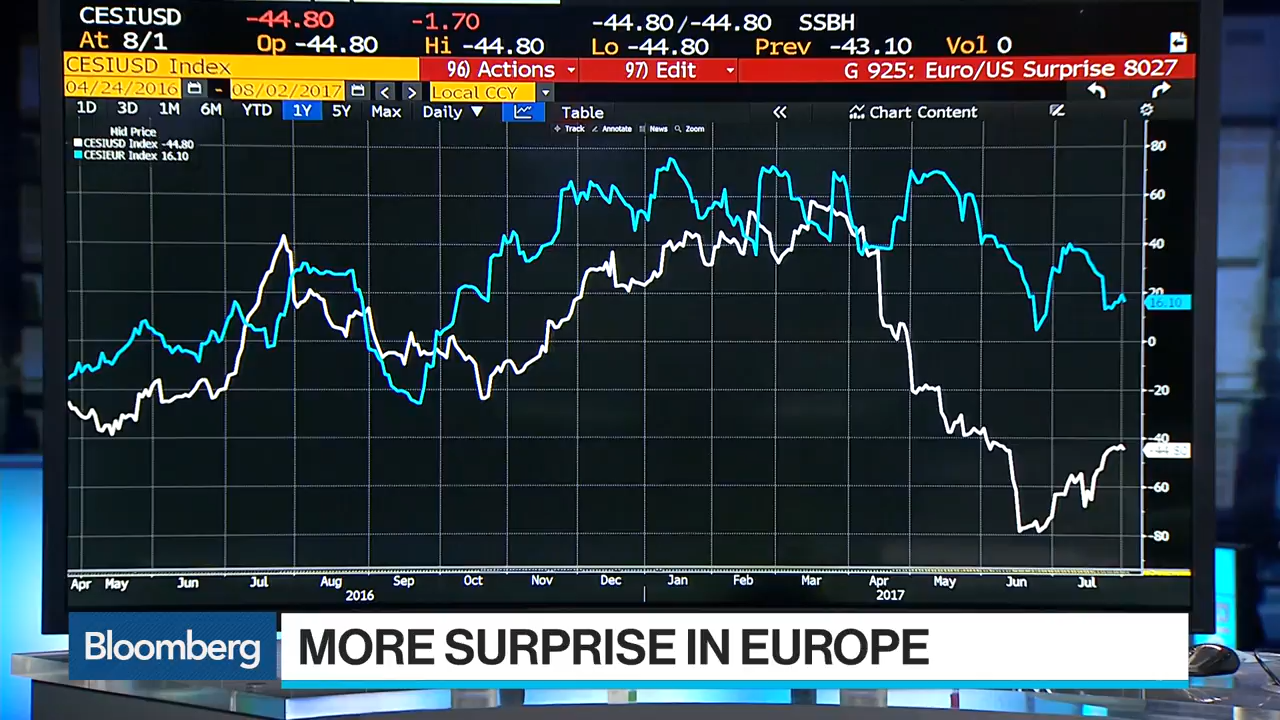 CESIUSD -44.80 -1.70 -44.80/-44.80 SSBH
At 8/1 Op -44.80 Hi -44.80 Lo -44.80 Prev -43.10 Vol 0
CESIUSD Index 96) Actions 97) Edit G 925: Euro/US Surprise 8027
04/24/2016 - 08/02/2017 < > Local CCY
1D 3D 1M 6M YTD 1Y 5Y Max Daily ▼ Table « Chart Content
Track Annotate News Zoom
Mid Price
CESIUSD Index -44.80
CESIEUR Index 16.10
80
60
40
20
16.10
0
-20
-40
-44.80
-60
-80
Apr May Jun Jul Aug Sep Oct Nov Dec Jan Feb Mar Apr May Jun Jul
2016 2017
Bloomberg MORE SURPRISE IN EUROPE